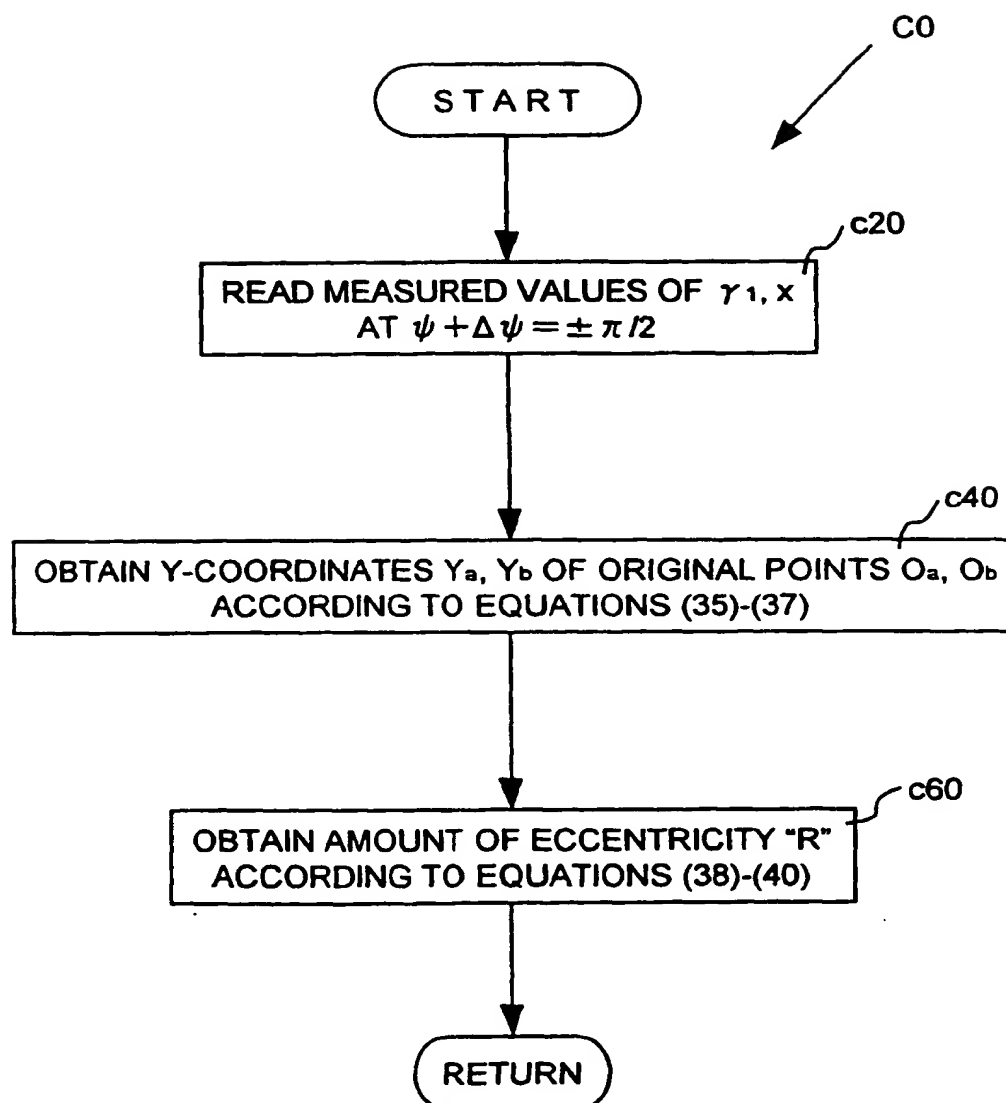 C0
START
c20
READ MEASURED VALUES OF γ1, x
AT ψ+Δψ=±π/2
c40
OBTAIN Y-COORDINATES Ya, Yb OF ORIGINAL POINTS Oa, Ob
ACCORDING TO EQUATIONS (35)-(37)
c60
OBTAIN AMOUNT OF ECCENTRICITY "R"
ACCORDING TO EQUATIONS (38)-(40)
RETURN